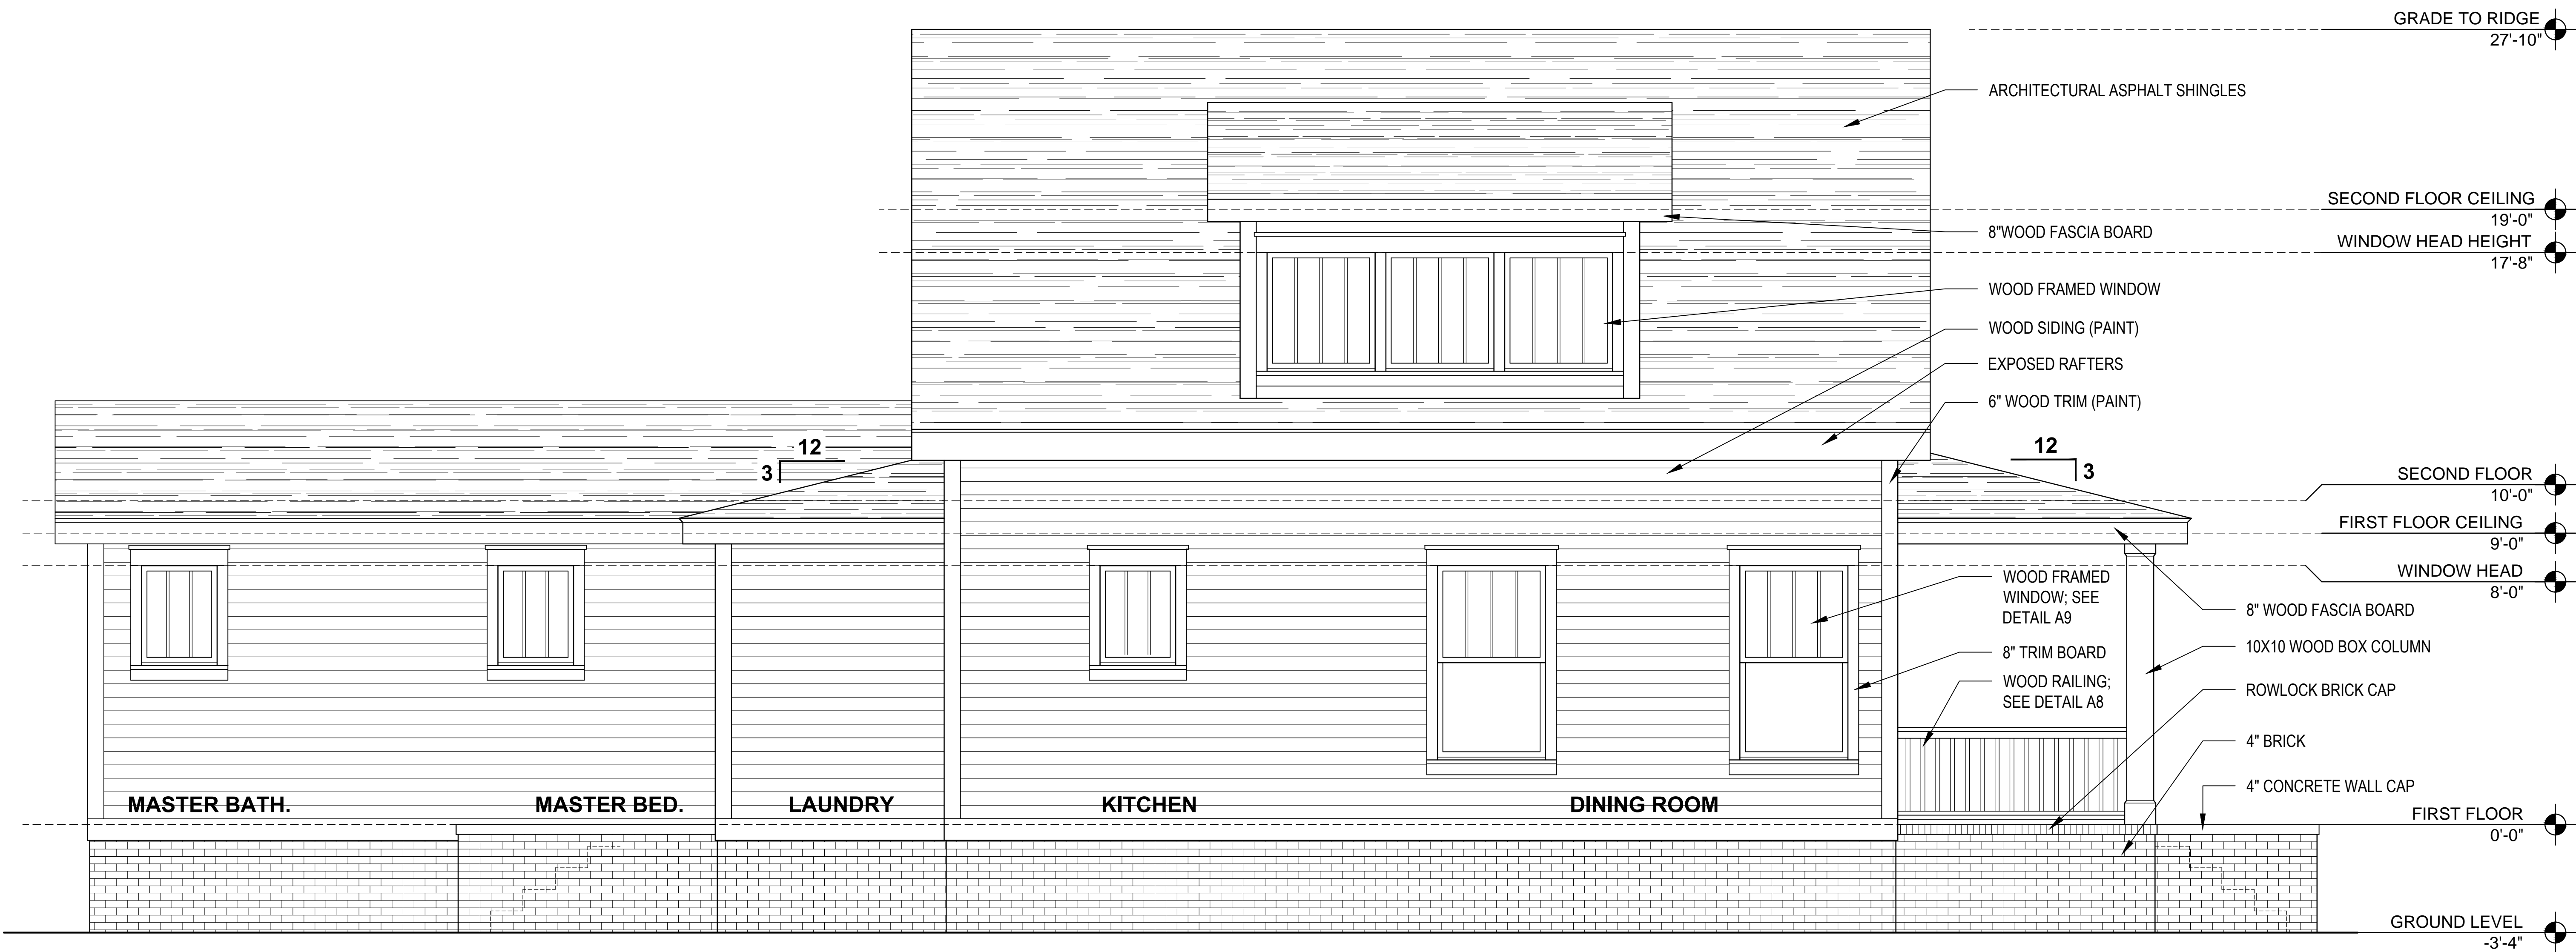 GRADE TO RIDGE
27'-10"
ARCHITECTURAL ASPHALT SHINGLES
SECOND FLOOR CEILING
19'-0"
8"WOOD FASCIA BOARD
WINDOW HEAD HEIGHT
17'-8"
WOOD FRAMED WINDOW
WOOD SIDING (PAINT)
EXPOSED RAFTERS
6" WOOD TRIM (PAINT)
12
3
12
3
SECOND FLOOR
10'-0"
FIRST FLOOR CEILING
9'-0"
WINDOW HEAD
8'-0"
WOOD FRAMED
WINDOW; SEE
DETAIL A9
8" WOOD FASCIA BOARD
10X10 WOOD BOX COLUMN
8" TRIM BOARD
WOOD RAILING;
SEE DETAIL A8
ROWLOCK BRICK CAP
4" BRICK
4" CONCRETE WALL CAP
MASTER BATH.
MASTER BED.
LAUNDRY
KITCHEN
DINING ROOM
FIRST FLOOR
0'-0"
GROUND LEVEL
-3'-4"